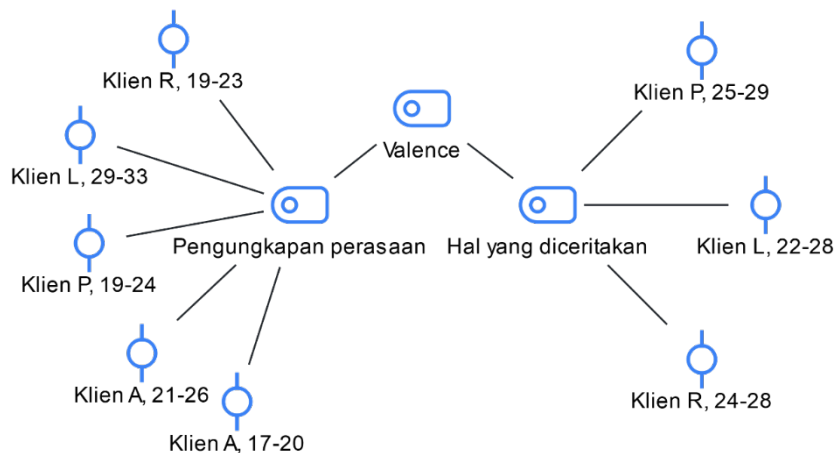 Klien R, 19-23
Klien P, 25-29
Valence
Klien L, 29-33
Pengungkapan perasaan
Hal yang diceritakan
Klien L, 22-28
Klien P, 19-24
Klien A, 21-26
Klien R, 24-28
Klien A, 17-20